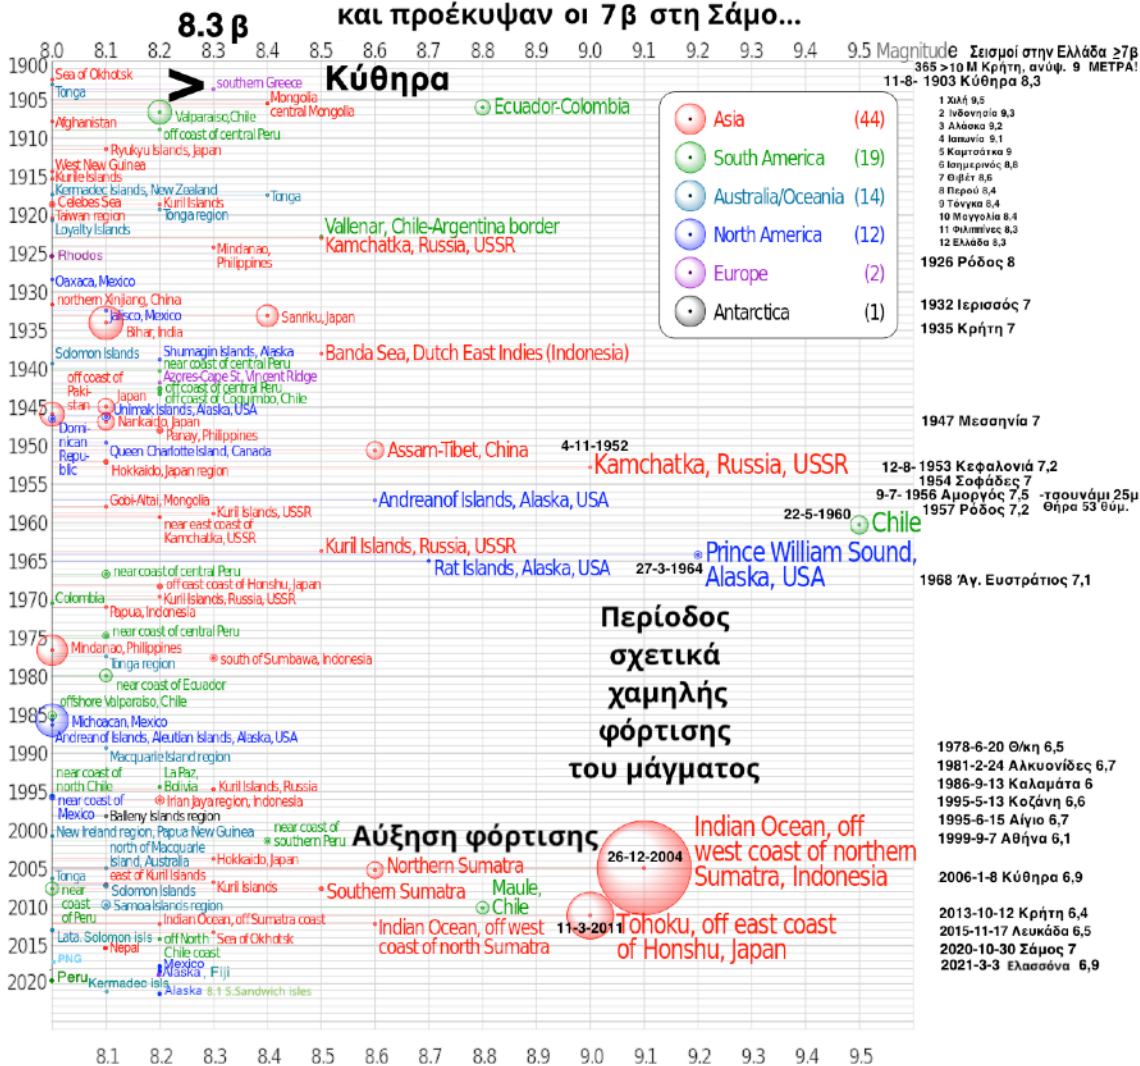 και προέκυψαν οι 7β στη Σάμο...
8.3 β
8.0 8.1 8.2 8.3 8.4 8.5 8.6 8.7 8.8 8.9 9.0 9.1 9.2 9.3 9.4 9.5 Magnitude
Σεισμοί στην Ελλάδα ≥7β
365 >10 Μ Κρήτη, ανύψ. 9 ΜΕΤΡΑ!
11-8- 1903 Κύθηρα 8,3
1 Χιλή 9,5
2 Ινδονησία 9,3
3 Αλάσκα 9,2
4 Ιαπωνία 9,1
5 Καμτσάτκα 9
6 Ισημερινός 8,8
7 Θιβέτ 8,6
8 Περού 8,4
9 Τόνγκα 8,4
10 Μογγολία 8,4
11 Φιλιππίνες 8,3
12 Ελλάδα 8,3
1926 Ρόδος 8
1932 Ιερισσός 7
1935 Κρήτη 7
1947 Μεσσηνία 7
12-8- 1953 Κεφαλονιά 7,2
1954 Σοφάδες 7
9-7- 1956 Αμοργός 7,5 -τσουνάμι 25μ
1957 Ρόδος 7,2 Θήρα 53 θύμ.
1968 Άγ. Ευστράτιος 7,1
1978-6-20 Θ/κη 6,5
1981-2-24 Αλκυονίδες 6,7
1986-9-13 Καλαμάτα 6
1995-5-13 Κοζάνη 6,6
1995-6-15 Αίγιο 6,7
1999-9-7 Αθήνα 6,1
2006-1-8 Κύθηρα 6,9
2013-10-12 Κρήτη 6,4
2015-11-17 Λευκάδα 6,5
2020-10-30 Σάμος 7
2021-3-3 Ελασσόνα 6,9
1900
1905
1910
1915
1920
1925
1930
1935
1940
1945
1950
1955
1960
1965
1970
1975
1980
1985
1990
1995
2000
2005
2010
2015
2020
Asia (44)
South America (19)
Australia/Oceania (14)
North America (12)
Europe (2)
Antarctica (1)
Sea of Okhotsk
Tonga
> southern Greece
Κύθηρα
Mongolia
central Mongolia
Valparaiso,Chile
Ecuador-Colombia
Afghanistan
off coast of central Peru
Ryukyu Islands, Japan
West New Guinea
Kurile Islands
Kermadec Islands, New Zealand
Tonga
Celebes Sea
Kuril Islands
Taiwan region
Tonga region
Loyalty Islands
Vallenar, Chile-Argentina border
Kamchatka, Russia, USSR
Mindanao,
Philippines
Rhodos
Oaxaca, Mexico
northern Xinjiang, China
Jalisco, Mexico
Bihar, India
Sanriku, Japan
Solomon Islands
Shumagin Islands, Alaska
Banda Sea, Dutch East Indies (Indonesia)
near coast of central Peru
Azores-Cape St, Vincent Ridge
off coast of central Peru
off coast of Coquimbo, Chile
off coast of
Paki-
stan
Japan
Unimak Islands, Alaska, USA
Nankaido, Japan
Panay, Philippines
Domi-
nican
Repu-
blic
Queen Charlotte Island, Canada
Hokkaido, Japan region
Assam-Tibet, China
4-11-1952
Kamchatka, Russia, USSR
Gobi-Altai, Mongolia
Kuril Islands, USSR
Andreanof Islands, Alaska, USA
near east coast of
Kamchatka, USSR
22-5-1960
Chile
Kuril Islands, Russia, USSR
Rat Islands, Alaska, USA
27-3-1964
Prince William Sound,
Alaska, USA
near coast of central Peru
off east coast of Honshu, Japan
Kuril Islands, Russia, USSR
Colombia
Papua, Indonesia
near coast of central Peru
Mindanao, Philippines
Tonga region
south of Sumbawa, Indonesia
near coast of Ecuador
Περίοδος
σχετικά
χαμηλής
φόρτισης
του μάγματος
offshore Valparaiso, Chile
Michoacan, Mexico
Andreanof Islands, Aleutian Islands, Alaska, USA
Macquarie Island region
near coast of
north Chile
La Paz,
Bolivia
Kuril Islands, Russia
near coast of
Mexico
Irian Jaya region, Indonesia
Balleny Islands region
New Ireland region, Papua New Guinea
near coast of
southern Peru
Αύξηση φόρτισης
north of Macquarie
Island, Australia
Hokkaido, Japan
Northern Sumatra
26-12-2004
Indian Ocean, off
west coast of northern
Sumatra, Indonesia
Tonga
east of Kuril Islands
Solomon Islands
Kuril Islands
Southern Sumatra
near
coast
of Peru
Samoa Islands region
Maule,
Chile
Indian Ocean, off Sumatra coast
Indian Ocean, off west
coast of north Sumatra
11-3-2011
Tohoku, off east coast
of Honshu, Japan
Lata. Solomon isls
off North
Chile coast
Sea of Okhotsk
Nepal
PNG
Mexico
Alaska , Fiji
Peru
Kermadec isls
Alaska 8.1 S.Sandwich isles
8.1 8.2 8.3 8.4 8.5 8.6 8.7 8.8 8.9 9.0 9.1 9.2 9.3 9.4 9.5